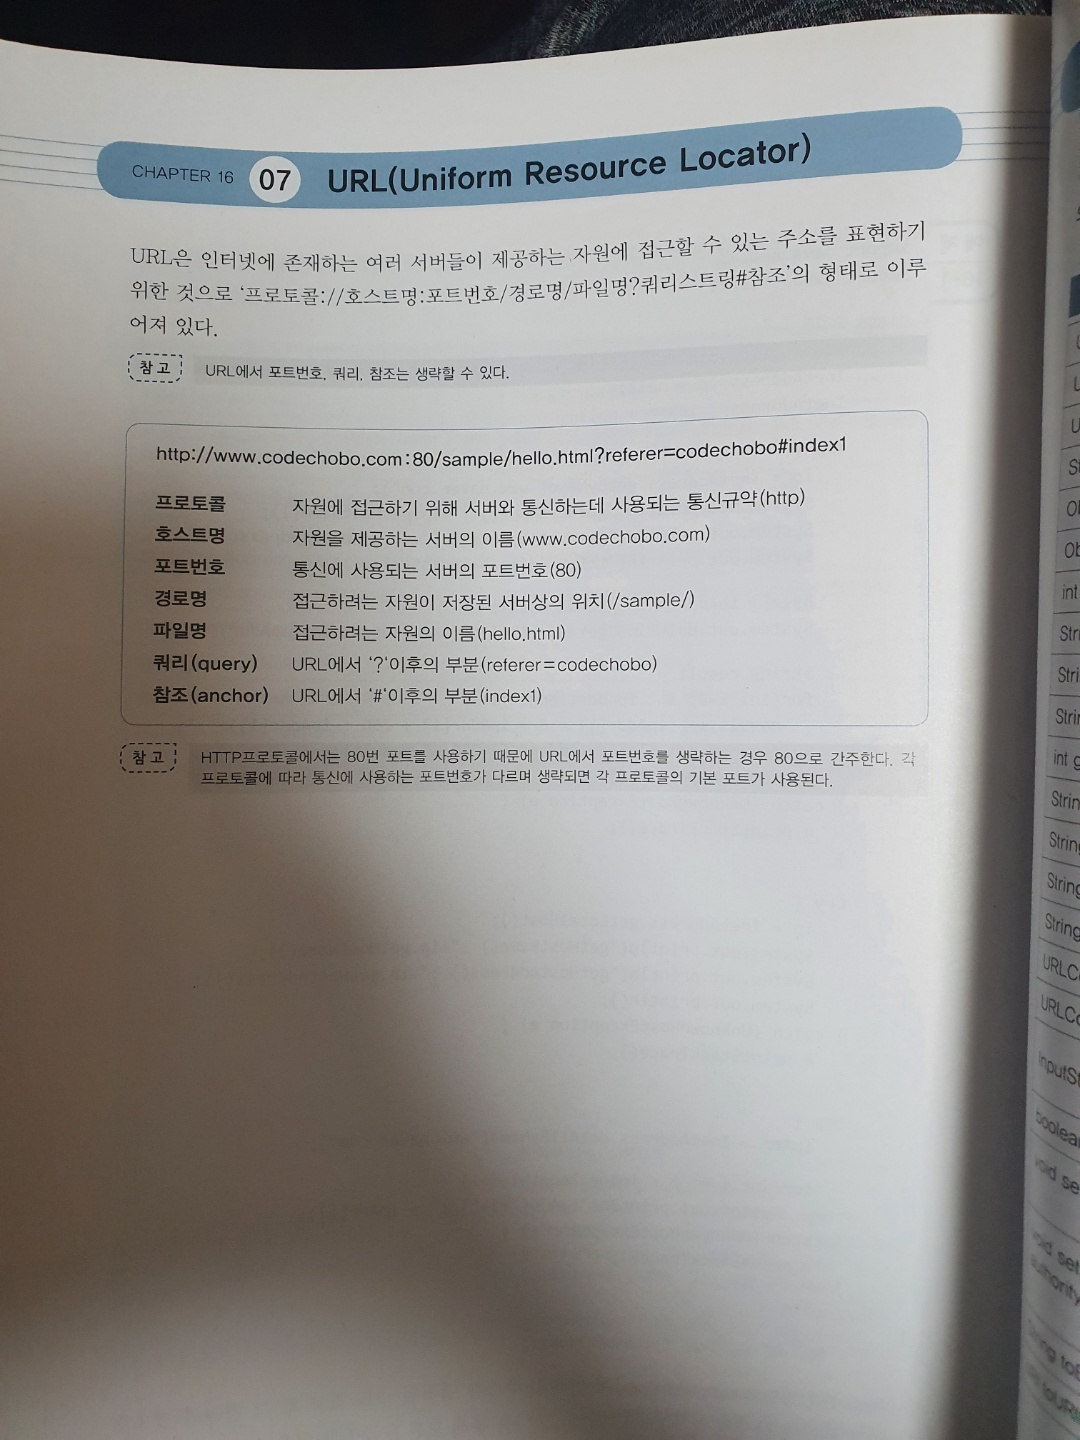 CHAPTER 16 07 URL(Uniform Resource Locator)
URL은 인터넷에 존재하는 여러 서버들이 제공하는 자원에 접근할 수 있는 주소를 표현하기
위한 것으로 ‘프로토콜://호스트명:포트번호/경로명/파일명?쿼리스트링#참조’의 형태로 이루
어져 있다.
참고 URL에서 포트번호, 쿼리, 참조는 생략할 수 있다.
http://www.codechobo.com:80/sample/hello.html?referer=codechobo#index1
프로토콜 자원에 접근하기 위해 서버와 통신하는데 사용되는 통신규약(http)
호스트명 자원을 제공하는 서버의 이름(www.codechobo.com)
포트번호 통신에 사용되는 서버의 포트번호(80)
경로명 접근하려는 자원이 저장된 서버상의 위치(/sample/)
파일명 접근하려는 자원의 이름(hello.html)
쿼리(query) URL에서 ‘?‘이후의 부분(referer=codechobo)
참조(anchor) URL에서 ‘#‘이후의 부분(index1)
참고 HTTP프로토콜에서는 80번 포트를 사용하기 때문에 URL에서 포트번호를 생략하는 경우 80으로 간주한다. 각
프로토콜에 따라 통신에 사용하는 포트번호가 다르며 생략되면 각 프로토콜의 기본 포트가 사용된다.
int
int